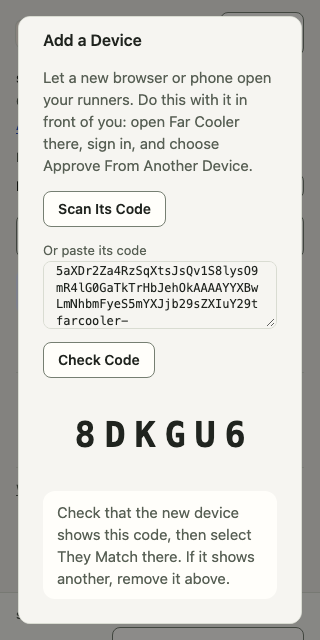 Add a Device
Let a new browser or phone open
your runners. Do this with it in
front of you: open Far Cooler
there, sign in, and choose
Approve From Another Device.
Scan Its Code
Or paste its code
5aXDr2Za4RzSqXtsJsQv1S8lysO9
mR4lG0GaTkTrHbJehOkAAAAYYXBw
LmNhbmFyeS5mYXJjb29sZXIuY29t
farcooler-
Check Code
8DKGU6
Check that the new device
shows this code, then select
They Match there. If it shows
another, remove it above.